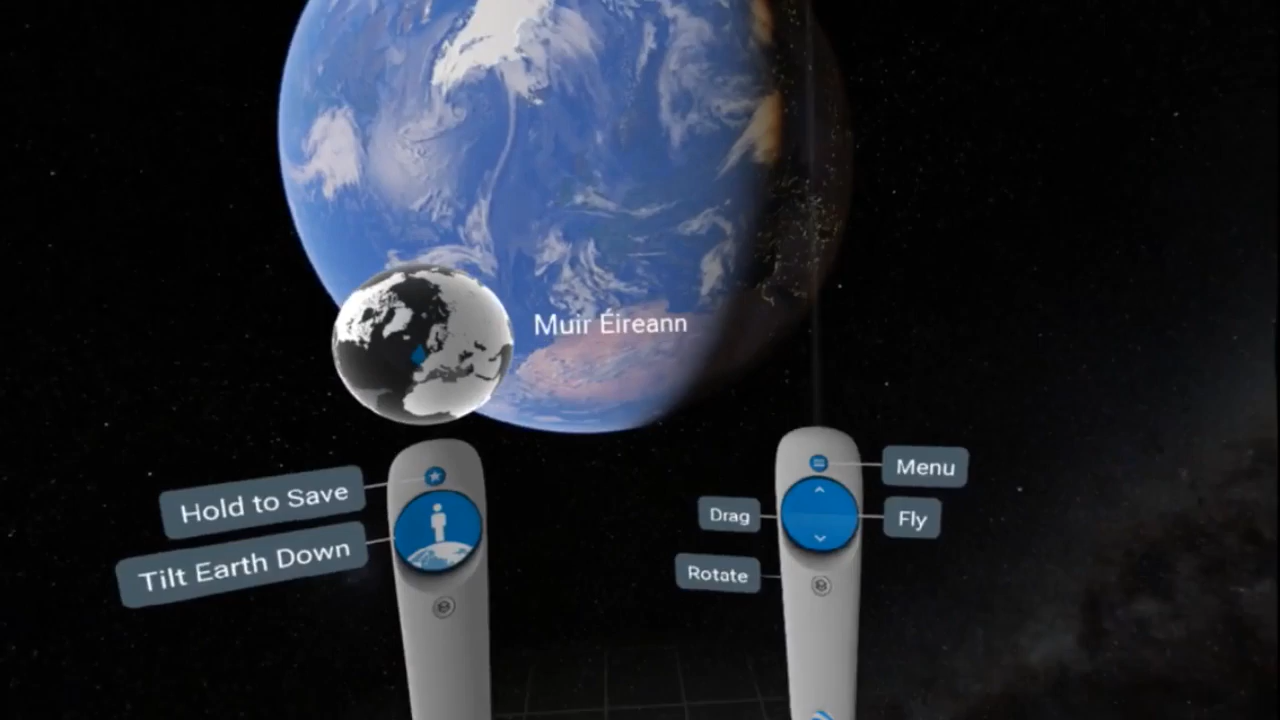 Muir Éireann
Hold to Save
Tilt Earth Down
Menu
Drag
Fly
Rotate